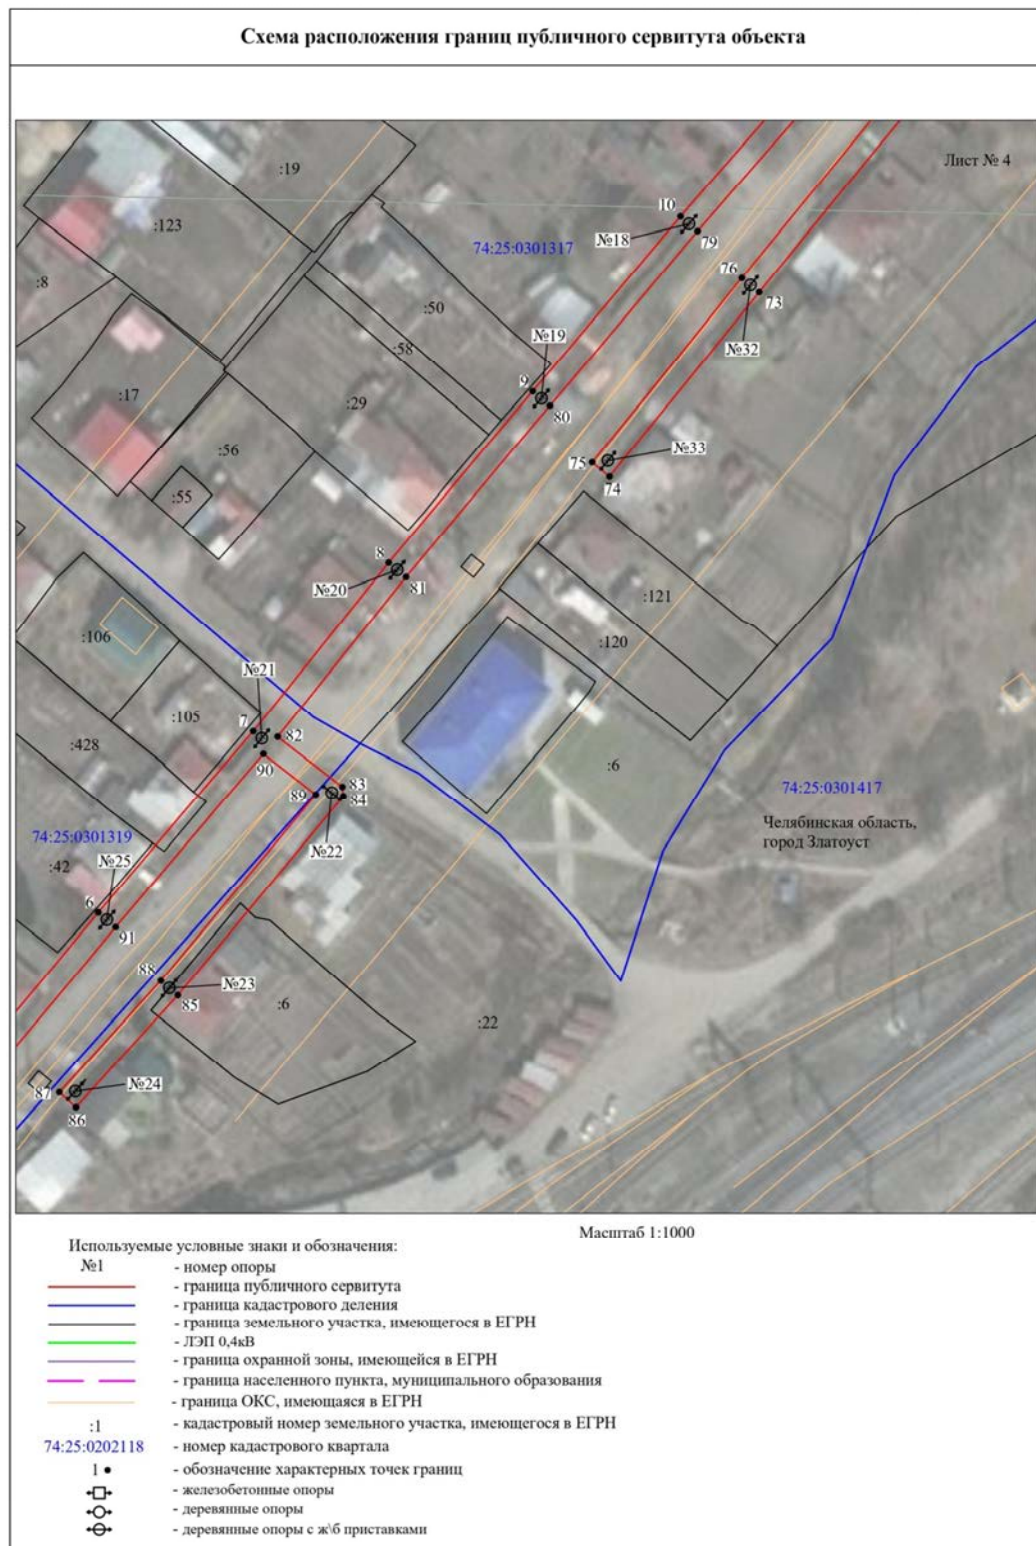 Схема расположения границ публичного сервитута объекта
Лист № 4
:19
:123
:8
74:25:0301317
10
№18
79
76
73
№32
:50
:58
№19
9
80
:17
:29
:56
:55
75
№33
74
8
№20
81
:121
:120
:106
№21
:105
7
82
90
:428
:6
83
84
89
74:25:0301417
Челябинская область,
город Златоуст
№22
74:25:0301319
:42
№25
6
91
88
№23
85
:6
:22
87
№24
86
Масштаб 1:1000
Используемые условные знаки и обозначения:
№1 - номер опоры
- граница публичного сервитута
- граница кадастрового деления
- граница земельного участка, имеющегося в ЕГРН
- ЛЭП 0,4кВ
- граница охранной зоны, имеющейся в ЕГРН
- граница населенного пункта, муниципального образования
- граница ОКС, имеющаяся в ЕГРН
:1 - кадастровый номер земельного участка, имеющегося в ЕГРН
74:25:0202118 - номер кадастрового квартала
1 - обозначение характерных точек границ
- железобетонные опоры
- деревянные опоры
- деревянные опоры с ж\б приставками